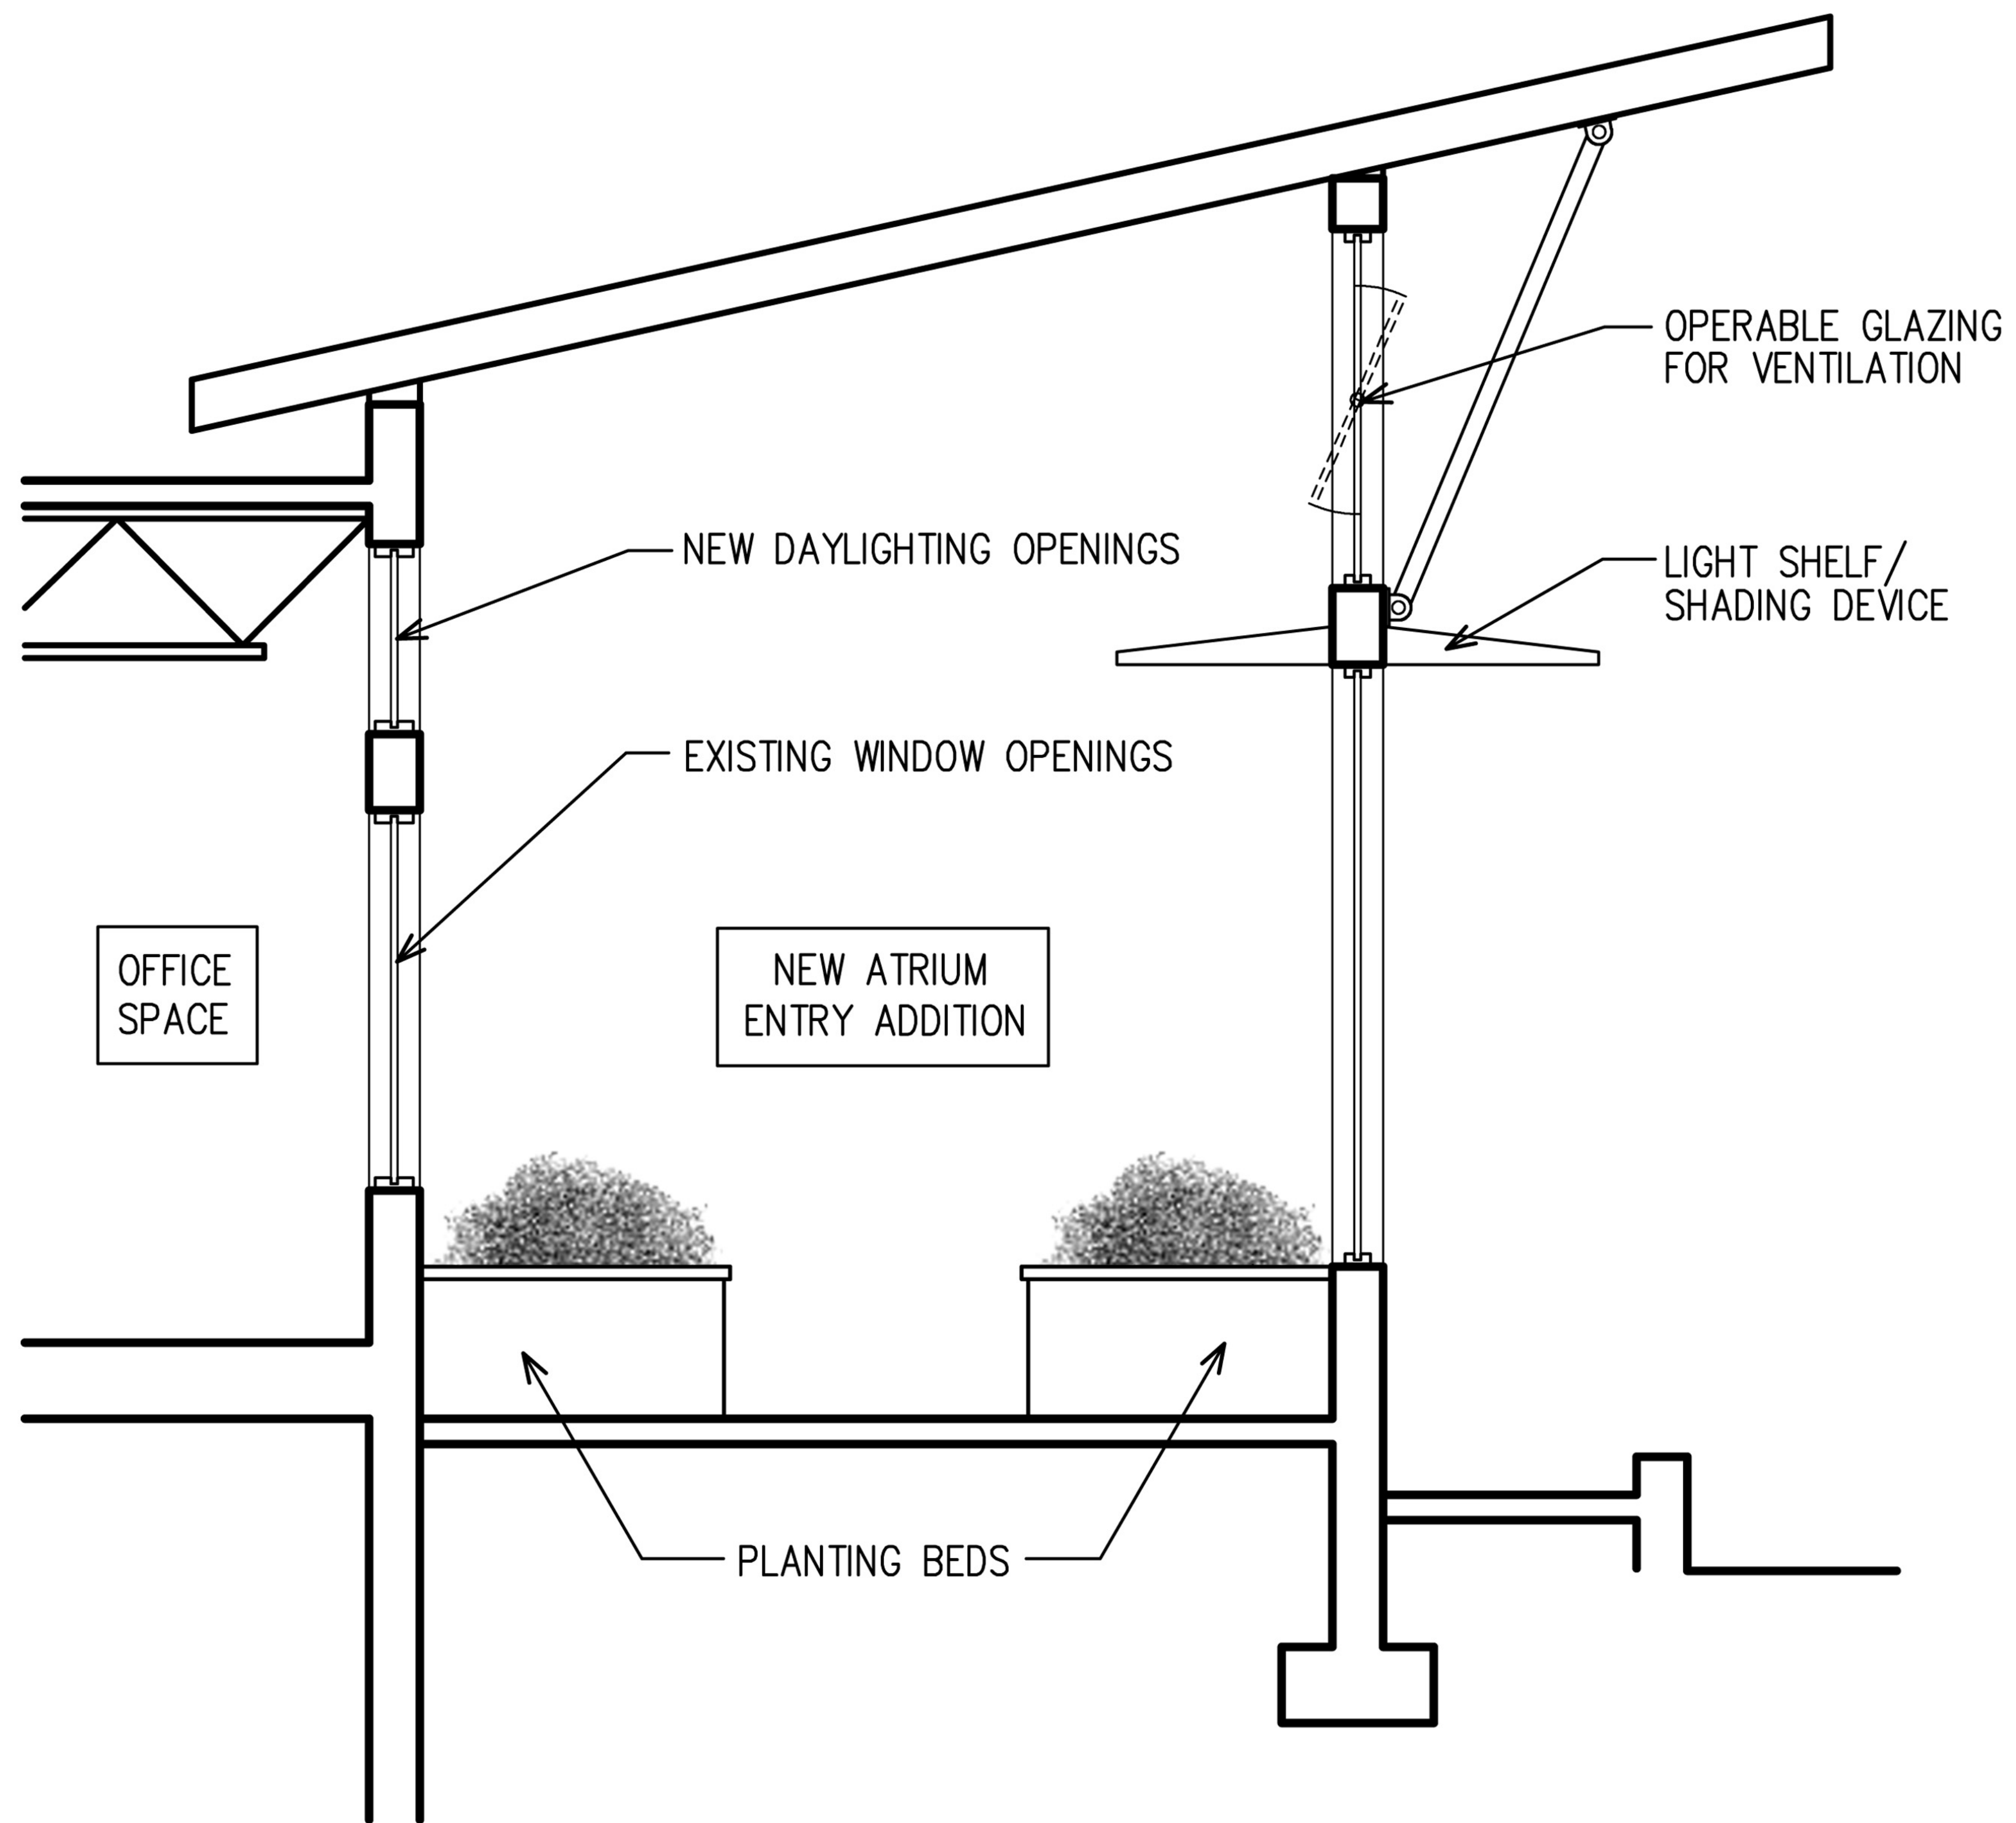 OPERABLE GLAZING
FOR VENTILATION
NEW DAYLIGHTING OPENINGS
LIGHT SHELF/
SHADING DEVICE
EXISTING WINDOW OPENINGS
OFFICE
SPACE
NEW ATRIUM
ENTRY ADDITION
PLANTING BEDS